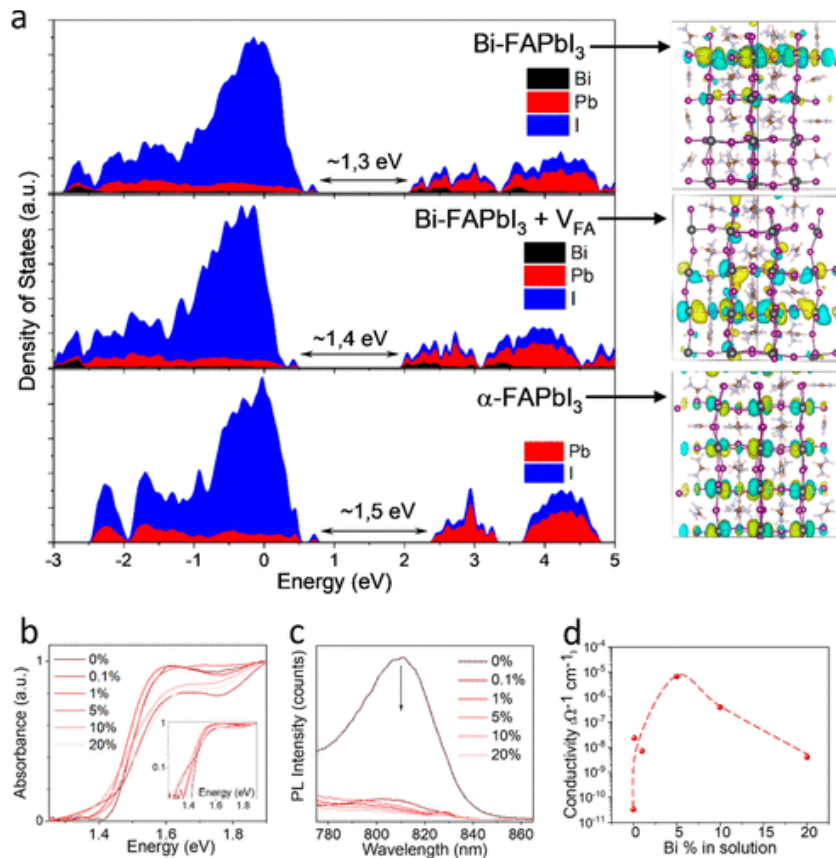 a
Bi-FAPbI₃
Bi
Pb
I
~1,3 eV
Bi-FAPbI₃ + V_FA
Bi
Pb
I
~1,4 eV
α-FAPbI₃
Pb
I
~1,5 eV
Density of States (a.u.)
-3 -2 -1 0 1 2 3 4 5
Energy (eV)
b
0%
0.1%
1%
5%
10%
20%
Absorbance (a.u.)
1
0
1
0.1
Energy (eV)
1.4 1.6 1.8
1.4 1.6 1.8
Energy (eV)
c
0%
0.1%
1%
5%
10%
20%
PL Intensity (counts)
780 800 820 840 860
Wavelength (nm)
d
Conductivity (Ω⁻¹ cm⁻¹)
10⁻⁴
10⁻⁵
10⁻⁶
10⁻⁷
10⁻⁸
10⁻⁹
10⁻¹⁰
10⁻¹¹
0 5 10 15 20
Bi % in solution